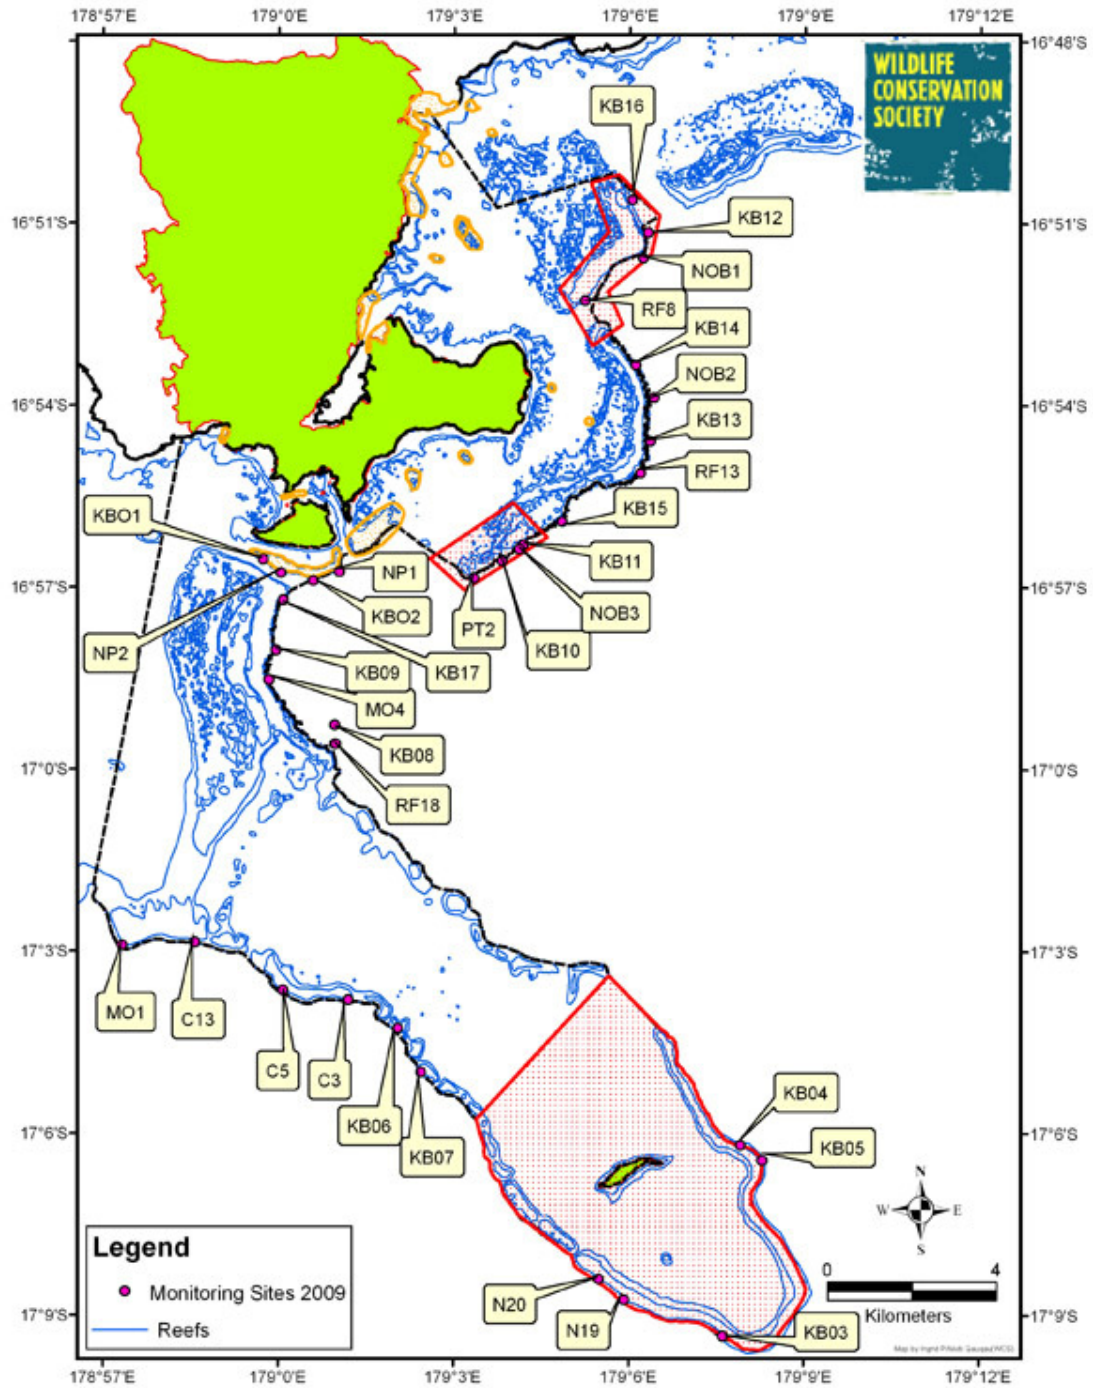 178°57'E 179°0'E 179°3'E 179°6'E 179°9'E 179°12'E
16°48'S 16°48'S
WILDLIFE
CONSERVATION
SOCIETY
KB16
16°51'S 16°51'S
KB12
NOB1
RF8
KB14
NOB2
16°54'S 16°54'S
KB13
RF13
KBO1
KB15
KB11
NP1
16°57'S 16°57'S
NOB3
KBO2
PT2
KB10
NP2
KB09
KB17
MO4
KB08
17°0'S 17°0'S
RF18
17°3'S 17°3'S
MO1
C13
C5
C3
KB04
KB06
17°6'S 17°6'S
KB05
KB07
N
W E
S
Legend
Monitoring Sites 2009
Reefs
0 4
Kilometers
N20
N19
KB03
17°9'S 17°9'S
178°57'E 179°0'E 179°3'E 179°6'E 179°9'E 179°12'E